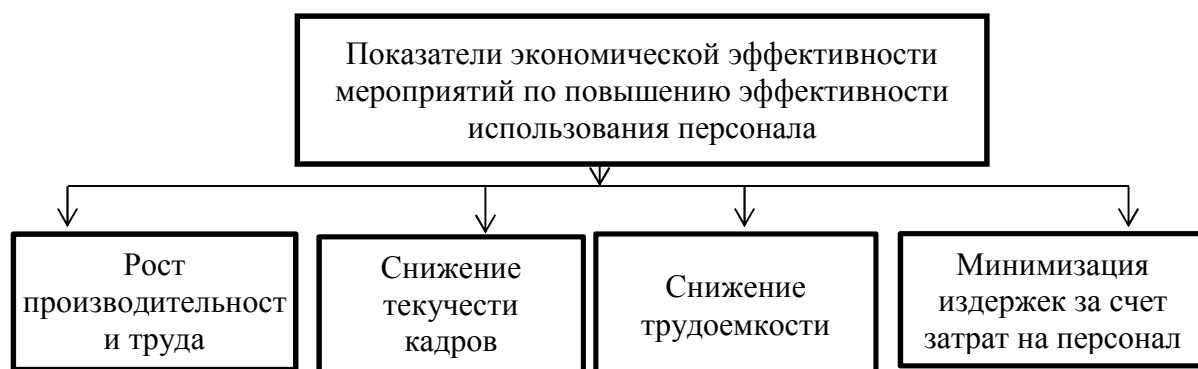 Показатели экономической эффективности
мероприятий по повышению эффективности
использования персонала
Рост
производительност
и труда
Снижение
текучести
кадров
Снижение
трудоемкости
Минимизация
издержек за счет
затрат на персонал